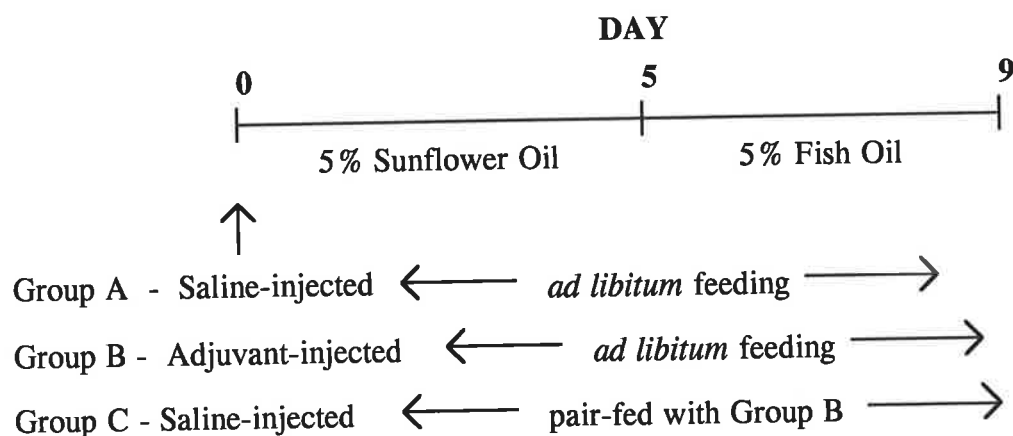 DAY
0 5 9
5% Sunflower Oil 5% Fish Oil
Group A - Saline-injected ad libitum feeding
Group B - Adjuvant-injected ad libitum feeding
Group C - Saline-injected pair-fed with Group B